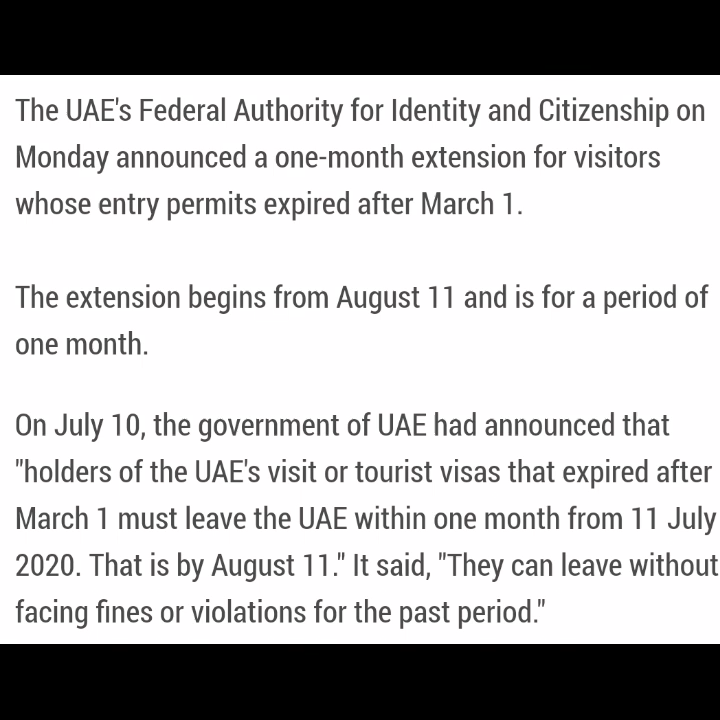 The UAE's Federal Authority for Identity and Citizenship on
Monday announced a one-month extension for visitors
whose entry permits expired after March 1.
The extension begins from August 11 and is for a period of
one month.
On July 10, the government of UAE had announced that
"holders of the UAE's visit or tourist visas that expired after
March 1 must leave the UAE within one month from 11 July
2020. That is by August 11." It said, "They can leave without
facing fines or violations for the past period."